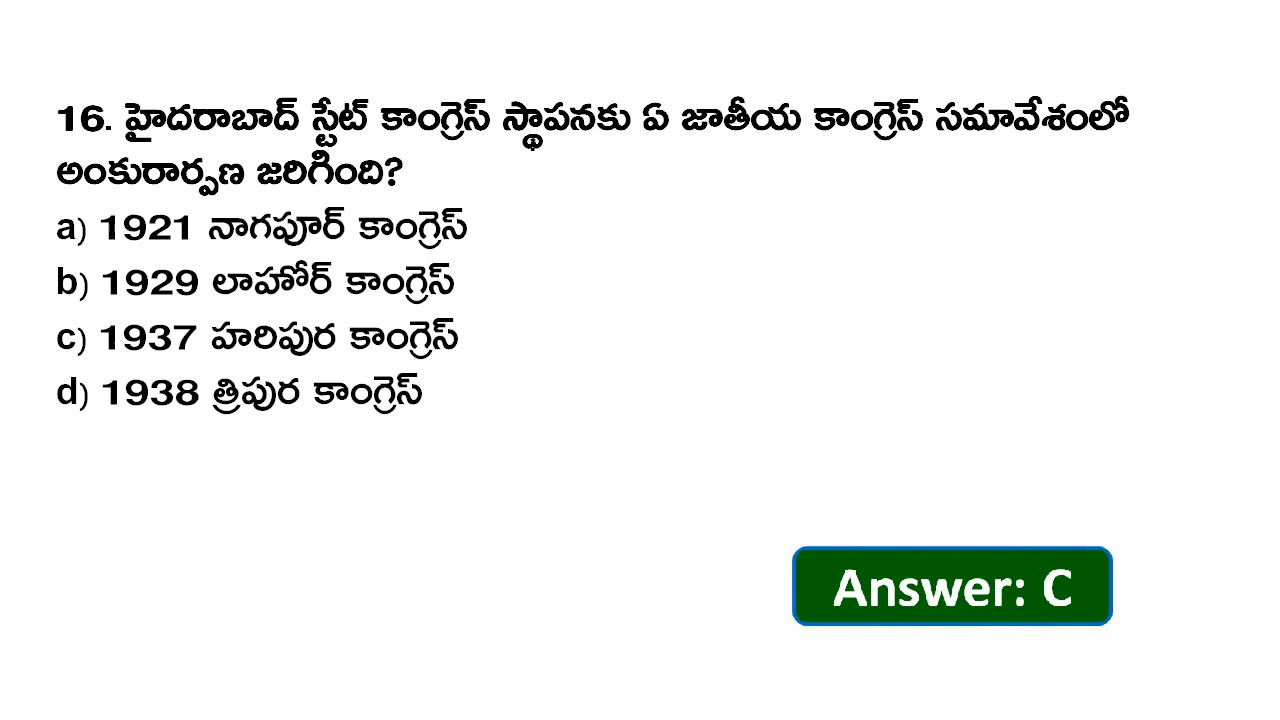 16. హైదరాబాద్ స్టేట్ కాంగ్రెస్ స్థాపనకు ఏ జాతీయ కాంగ్రెస్ సమావేశంలో
అంకురార్పణ జరిగింది?
a) 1921 నాగపూర్ కాంగ్రెస్
b) 1929 లాహోర్ కాంగ్రెస్
c) 1937 హరిపుర కాంగ్రెస్
d) 1938 త్రిపుర కాంగ్రెస్
Answer: C